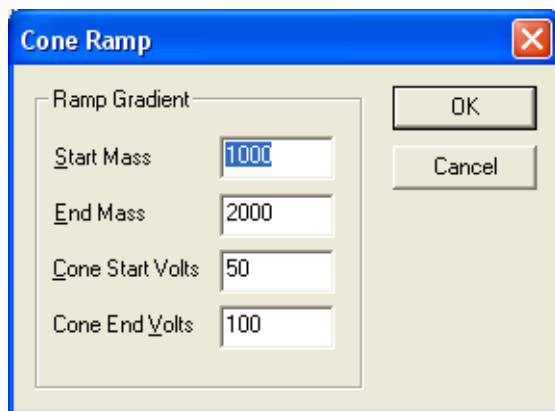 Cone Ramp
Ramp Gradient
Start Mass 1000
End Mass 2000
Cone Start Volts 50
Cone End Volts 100
OK
Cancel